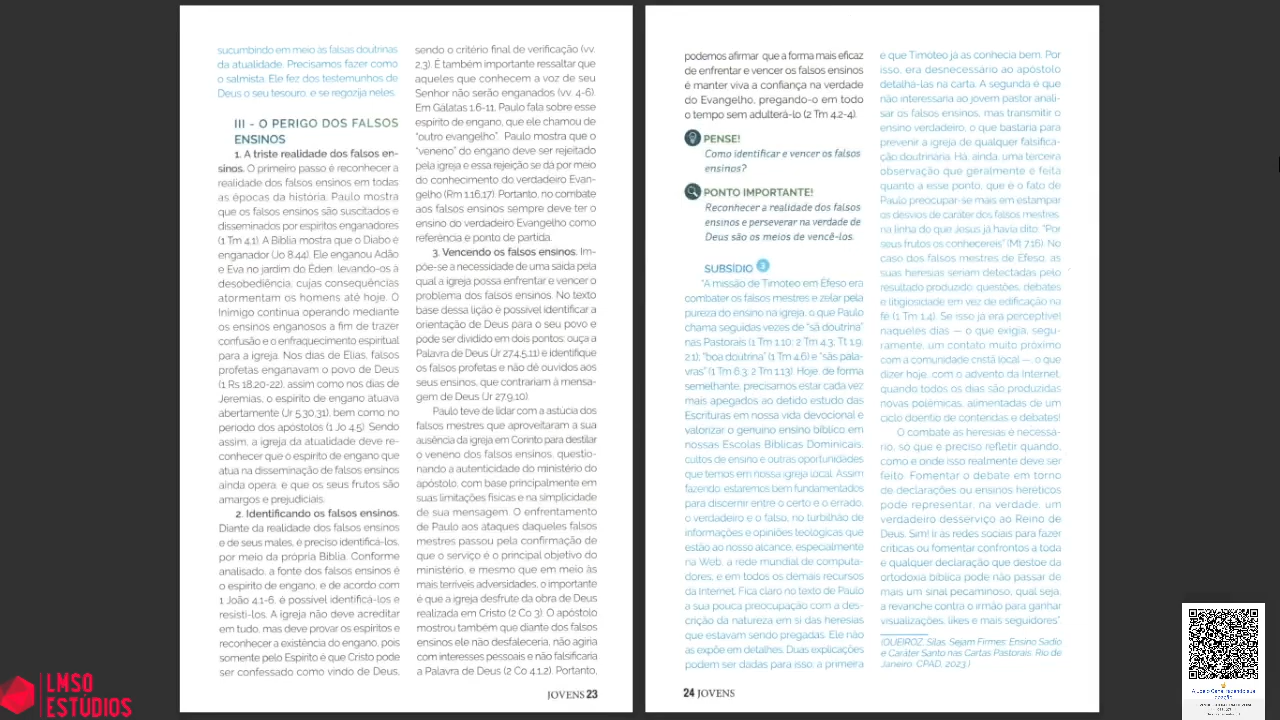 sucumbindo em meio às falsas doutrinas
da atualidade. Precisamos fazer como
o salmista. Ele fez dos testemunhos de
Deus o seu tesouro, e se regozija neles.
III - O PERIGO DOS FALSOS
ENSINOS
1. A triste realidade dos falsos en-
sinos. O primeiro passo é reconhecer a
realidade dos falsos ensinos em todas
as épocas da história. Paulo mostra
que os falsos ensinos são suscitados e
disseminados por espíritos enganadores
(1 Tm 4.1). A Bíblia mostra que o Diabo é
enganador (Jo 8.44). Ele enganou Adão
e Eva no jardim do Éden, levando-os à
desobediência, cujas consequências
atormentam os homens até hoje. O
Inimigo continua operando mediante
os ensinos enganosos a fim de trazer
confusão e o enfraquecimento espiritual
para a igreja. Nos dias de Elias, falsos
profetas enganavam o povo de Deus
(1 Rs 18.20-22), assim como nos dias de
Jeremias, o espírito de engano atuava
abertamente (Jr 5.30,31), bem como no
período dos apóstolos (1 Jo 4.5). Sendo
assim, a igreja da atualidade deve re-
conhecer que o espírito de engano que
atua na disseminação de falsos ensinos
ainda opera, e que os seus frutos são
amargos e prejudiciais.
2. Identificando os falsos ensinos.
Diante da realidade dos falsos ensinos
e de seus males, é preciso identificá-los,
por meio da própria Bíblia. Conforme
analisado, a fonte dos falsos ensinos é
o espírito de engano, e de acordo com
1 João 4.1-6, é possível identificá-los e
resisti-los. A igreja não deve acreditar
em tudo, mas deve provar os espíritos e
reconhecer a existência do engano, pois
somente pelo Espírito é que Cristo pode
ser confessado como vindo de Deus,
sendo o critério final de verificação (vv.
2,3). É também importante ressaltar que
aqueles que conhecem a voz de seu
Senhor não serão enganados (vv. 4-6).
Em Gálatas 1.6-11, Paulo fala sobre esse
espírito de engano, que ele chamou de
"outro evangelho". Paulo mostra que o
"veneno" do engano deve ser rejeitado
pela igreja e essa rejeição se dá por meio
do conhecimento do verdadeiro Evan-
gelho (Rm 1.16,17). Portanto, no combate
aos falsos ensinos sempre deve ter o
ensino do verdadeiro Evangelho como
referência e ponto de partida.
3. Vencendo os falsos ensinos. Im-
põe-se a necessidade de uma saída pela
qual a igreja possa enfrentar e vencer o
problema dos falsos ensinos. No texto
base dessa lição é possível identificar a
orientação de Deus para o seu povo e
pode ser dividido em dois pontos: ouça a
Palavra de Deus (Jr 27.4,5,11) e identifique
os falsos profetas e não dê ouvidos aos
seus ensinos, que contrariam à mensa-
gem de Deus (Jr 27.9,10).
Paulo teve de lidar com a astúcia dos
falsos mestres que aproveitaram a sua
ausência da igreja em Corinto para destilar
o veneno dos falsos ensinos, questio-
nando a autenticidade do ministério do
apóstolo, com base principalmente em
suas limitações físicas e na simplicidade
de sua mensagem. O enfrentamento
de Paulo aos ataques daqueles falsos
mestres passou pela confirmação de
que o serviço é o principal objetivo do
ministério, e mesmo que em meio às
mais terríveis adversidades, o importante
é que a igreja desfrute da obra de Deus
realizada em Cristo (2 Co 3). O apóstolo
mostrou também que diante dos falsos
ensinos ele não desfaleceria, não agiria
com interesses pessoais e não falsificaria
a Palavra de Deus (2 Co 4.1,2). Portanto,
JOVENS 23
podemos afirmar que a forma mais eficaz
de enfrentar e vencer os falsos ensinos
é manter viva a confiança na verdade
do Evangelho, pregando-o em todo
o tempo sem adulterá-lo (2 Tm 4.2-4).
PENSE!
Como identificar e vencer os falsos
ensinos?
PONTO IMPORTANTE!
Reconhecer a realidade dos falsos
ensinos e perseverar na verdade de
Deus são os meios de vencê-los.
SUBSÍDIO 3
"A missão de Timóteo em Éfeso era
combater os falsos mestres e zelar pela
pureza do ensino na igreja, o que Paulo
chama seguidas vezes de "sã doutrina"
nas Pastorais (1 Tm 1.10; 2 Tm 4.3; Tt 1.9;
2.1); "boa doutrina" (1 Tm 4.6) e "sãs pala-
vras" (1 Tm 6.3; 2 Tm 1.13). Hoje, de forma
semelhante, precisamos estar cada vez
mais apegados ao detido estudo das
Escrituras em nossa vida devocional e
valorizar o genuíno ensino bíblico em
nossas Escolas Bíblicas Dominicais,
cultos de ensino e outras oportunidades
que temos em nossa igreja local. Assim
fazendo, estaremos bem fundamentados
para discernir entre o certo e o errado,
o verdadeiro e o falso, no turbilhão de
informações e opiniões teológicas que
estão ao nosso alcance, especialmente
na Web, a rede mundial de computa-
dores, e em todos os demais recursos
da Internet. Fica claro no texto de Paulo
a sua pouca preocupação com a des-
crição da natureza em si das heresias
que estavam sendo pregadas. Ele não
as expõe em detalhes. Duas explicações
podem ser dadas para isso: a primeira
é que Timóteo já as conhecia bem. Por
isso, era desnecessário ao apóstolo
detalhá-las na carta. A segunda é que
não interessaria ao jovem pastor anali-
sar os falsos ensinos, mas transmitir o
ensino verdadeiro, o que bastaria para
prevenir a igreja de qualquer falsifica-
ção doutrinária. Há, ainda, uma terceira
observação que geralmente é feita
quanto a esse ponto, que é o fato de
Paulo preocupar-se mais em estampar
os desvios de caráter dos falsos mestres,
na linha do que Jesus já havia dito: "Por
seus frutos os conhecereis" (Mt 7.16). No
caso dos falsos mestres de Éfeso, as
suas heresias seriam detectadas pelo
resultado produzido: questões, debates
e litigiosidade em vez de edificação na
fé (1 Tm 1.4). Se isso já era perceptível
naqueles dias — o que exigia, segu-
ramente, um contato muito próximo
com a comunidade cristã local —, o que
dizer hoje, com o advento da Internet,
quando todos os dias são produzidas
novas polêmicas, alimentadas de um
ciclo doentio de contendas e debates!
O combate às heresias é necessá-
rio, só que é preciso refletir quando,
como e onde isso realmente deve ser
feito. Fomentar o debate em torno
de declarações ou ensinos heréticos
pode representar, na verdade, um
verdadeiro desserviço ao Reino de
Deus. Sim! Ir às redes sociais para fazer
críticas ou fomentar confrontos a toda
e qualquer declaração que destoe da
ortodoxia bíblica pode não passar de
mais um sinal pecaminoso, qual seja,
a revanche contra o irmão para ganhar
visualizações, likes e mais seguidores"
(QUEIROZ, Silas. Sejam Firmes: Ensino Sadio
e Caráter Santo nas Cartas Pastorais. Rio de
Janeiro: CPAD, 2023.)
24 JOVENS
LMSO
ESTÚDIOS